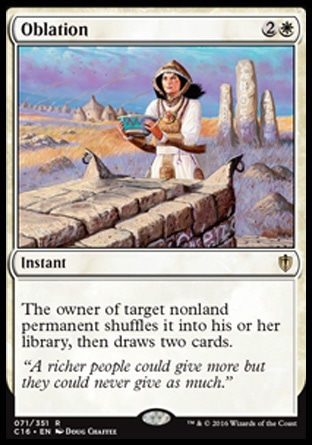 Oblation 2
Instant
The owner of target nonland
permanent shuffles it into his or her
library, then draws two cards.
“A richer people could give more but
they could never give as much.”
071/351 R
C16 • EN DOUG CHAFFEE ™ & © 2016 Wizards of the Coast